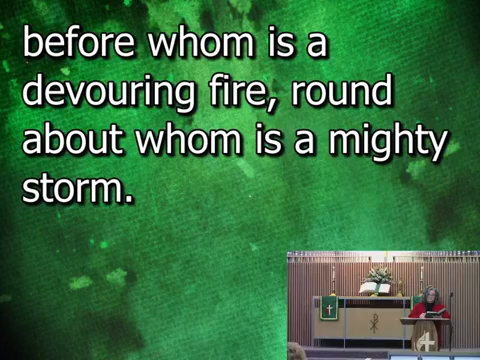 before whom is a
devouring fire, round
about whom is a mighty
storm.